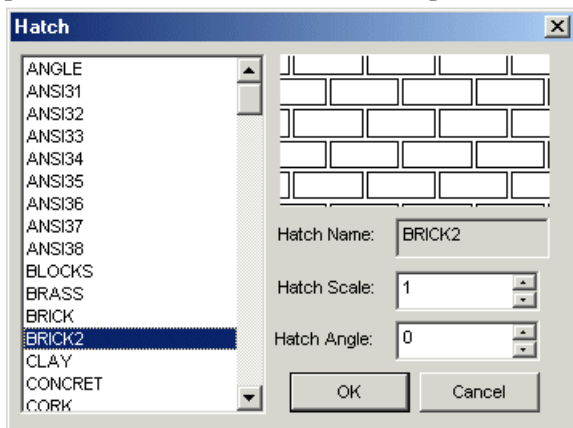 Hatch
ANGLE
ANSI31
ANSI32
ANSI33
ANSI34
ANSI35
ANSI36
ANSI37
ANSI38
BLOCKS
BRASS
BRICK
BRICK2
CLAY
CONCRET
CORK
Hatch Name: BRICK2
Hatch Scale: 1
Hatch Angle: 0
OK Cancel